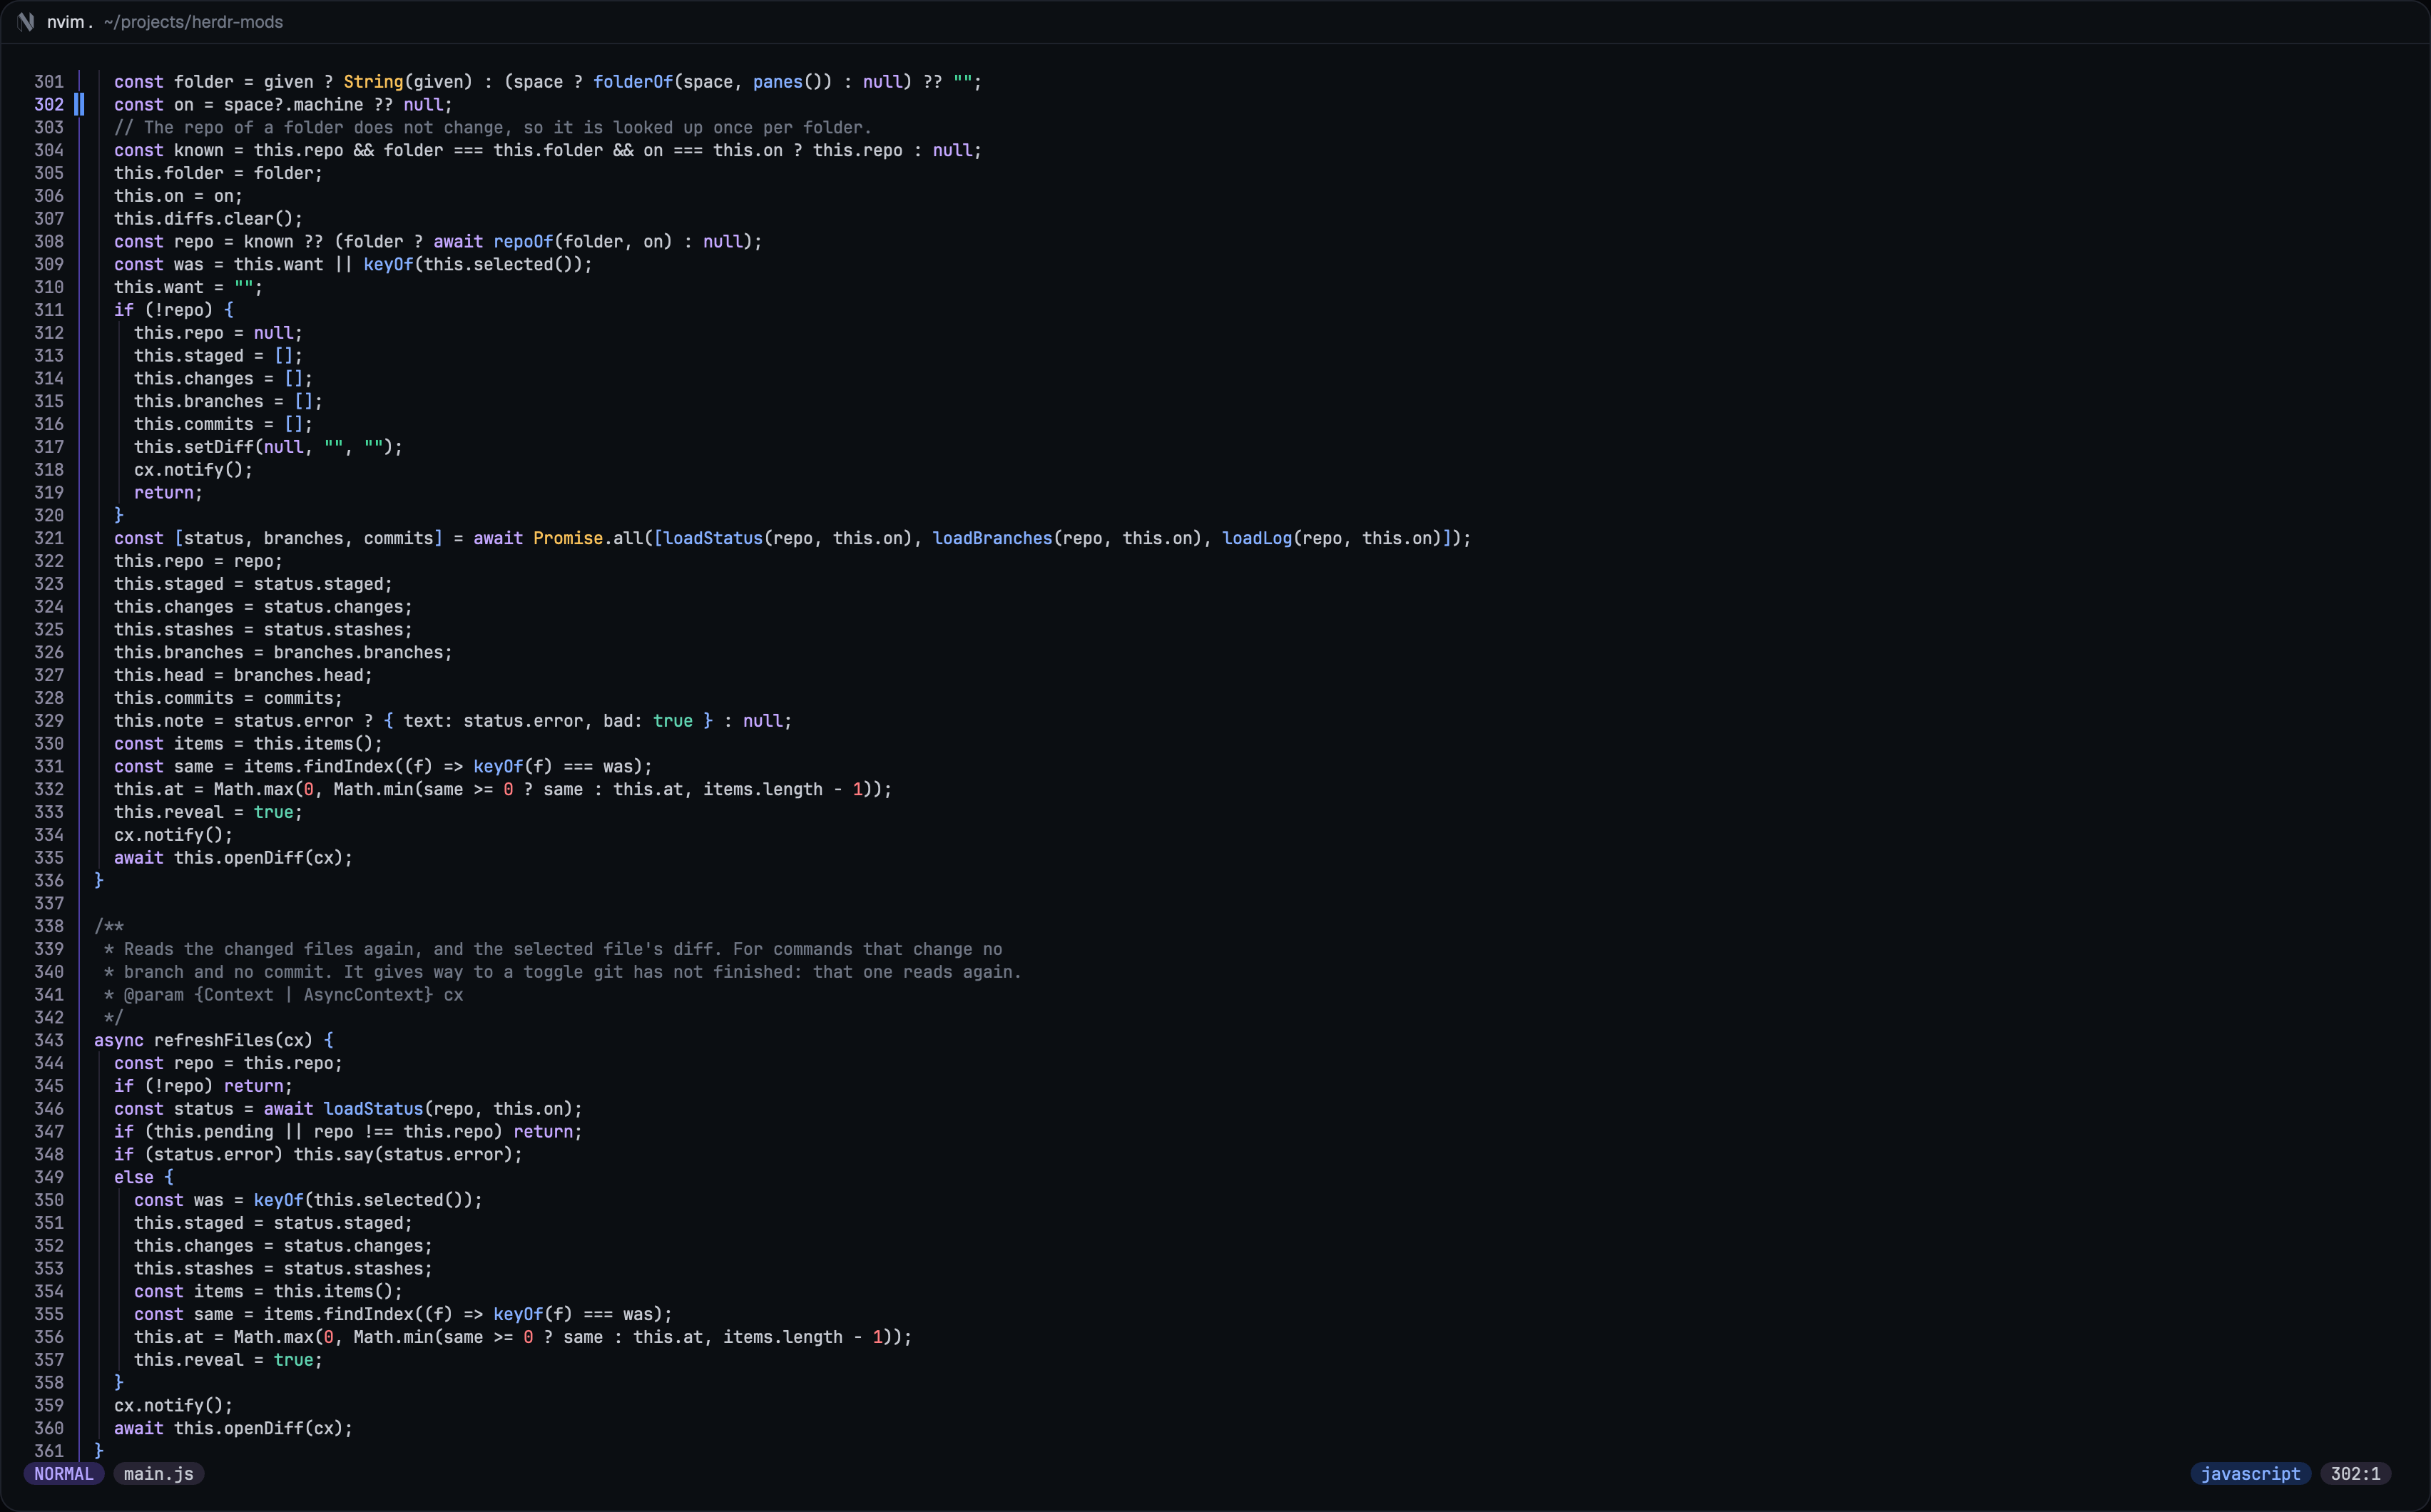 nvim . ~/projects/herdr-mods
301 const folder = given ? String(given) : (space ? folderOf(space, panes()) : null) ?? "";
302 const on = space?.machine ?? null;
303 // The repo of a folder does not change, so it is looked up once per folder.
304 const known = this.repo && folder === this.folder && on === this.on ? this.repo : null;
305 this.folder = folder;
306 this.on = on;
307 this.diffs.clear();
308 const repo = known ?? (folder ? await repoOf(folder, on) : null);
309 const was = this.want || keyOf(this.selected());
310 this.want = "";
311 if (!repo) {
312 this.repo = null;
313 this.staged = [];
314 this.changes = [];
315 this.branches = [];
316 this.commits = [];
317 this.setDiff(null, "", "");
318 cx.notify();
319 return;
320 }
321 const [status, branches, commits] = await Promise.all([loadStatus(repo, this.on), loadBranches(repo, this.on), loadLog(repo, this.on)]);
322 this.repo = repo;
323 this.staged = status.staged;
324 this.changes = status.changes;
325 this.stashes = status.stashes;
326 this.branches = branches.branches;
327 this.head = branches.head;
328 this.commits = commits;
329 this.note = status.error ? { text: status.error, bad: true } : null;
330 const items = this.items();
331 const same = items.findIndex((f) => keyOf(f) === was);
332 this.at = Math.max(0, Math.min(same >= 0 ? same : this.at, items.length - 1));
333 this.reveal = true;
334 cx.notify();
335 await this.openDiff(cx);
336 }
337
338 /**
339 * Reads the changed files again, and the selected file's diff. For commands that change no
340 * branch and no commit. It gives way to a toggle git has not finished: that one reads again.
341 * @param {Context | AsyncContext} cx
342 */
343 async refreshFiles(cx) {
344 const repo = this.repo;
345 if (!repo) return;
346 const status = await loadStatus(repo, this.on);
347 if (this.pending || repo !== this.repo) return;
348 if (status.error) this.say(status.error);
349 else {
350 const was = keyOf(this.selected());
351 this.staged = status.staged;
352 this.changes = status.changes;
353 this.stashes = status.stashes;
354 const items = this.items();
355 const same = items.findIndex((f) => keyOf(f) === was);
356 this.at = Math.max(0, Math.min(same >= 0 ? same : this.at, items.length - 1));
357 this.reveal = true;
358 }
359 cx.notify();
360 await this.openDiff(cx);
361 }
NORMAL main.js javascript 302:1